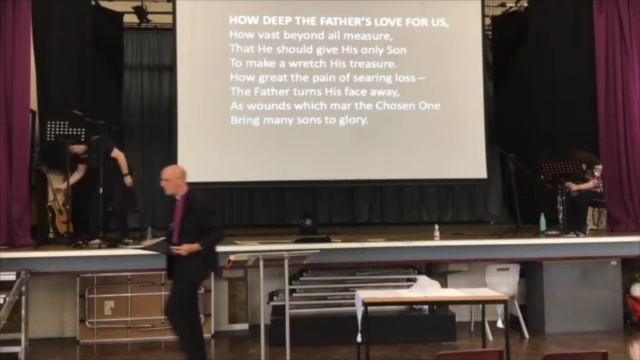 HOW DEEP THE FATHER'S LOVE FOR US,
How vast beyond all measure,
That He should give His only Son
To make a wretch His treasure.
How great the pain of searing loss –
The Father turns His face away,
As wounds which mar the Chosen One
Bring many sons to glory.